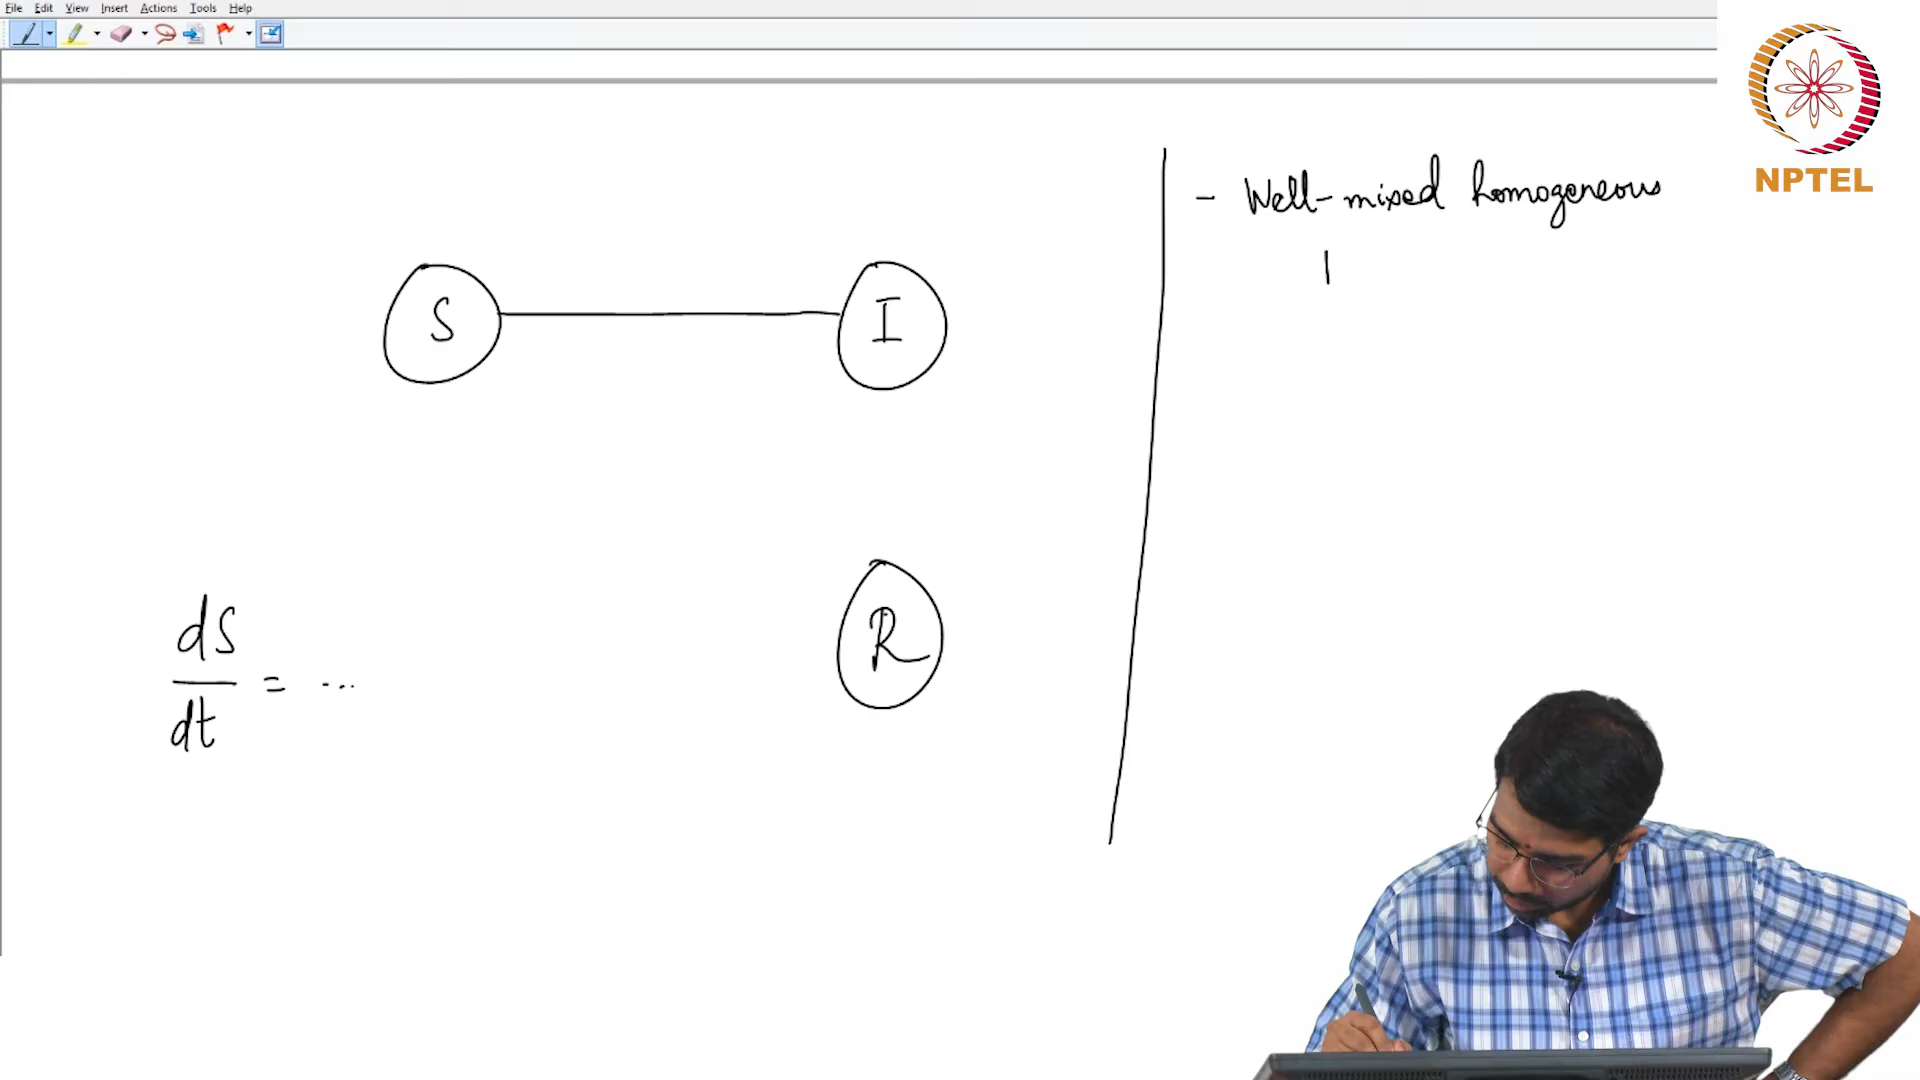 File Edit View Insert Actions Tools Help
NPTEL
- Well-mixed homogeneous
S
I
R
dS
dt
= ...